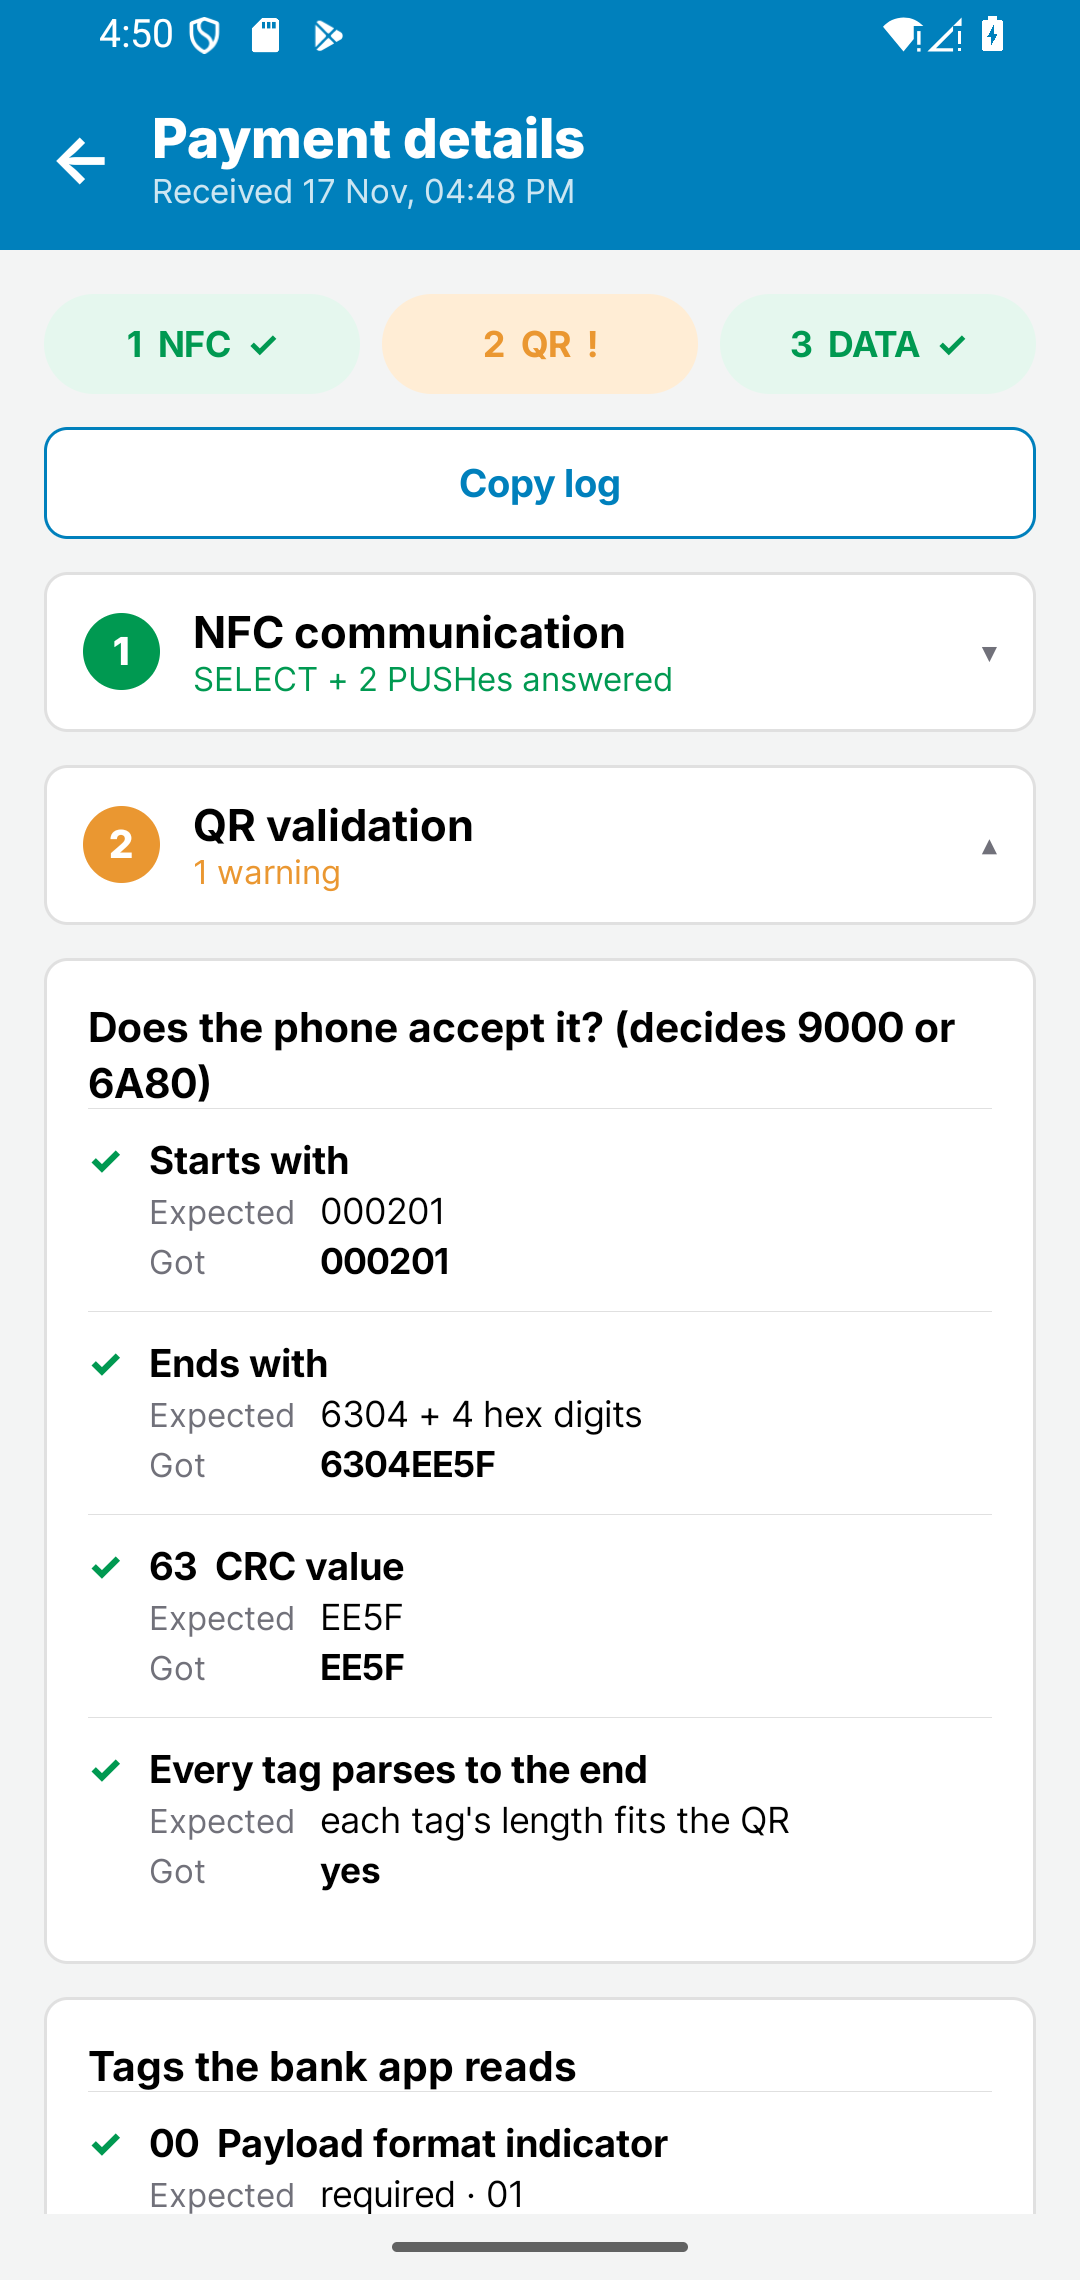 4:50
Payment details
Received 17 Nov, 04:48 PM
1 NFC ✓
2 QR !
3 DATA ✓
Copy log
1
NFC communication
SELECT + 2 PUSHes answered
▼
2
QR validation
1 warning
▲
Does the phone accept it? (decides 9000 or
6A80)
✓ Starts with
Expected 000201
Got 000201
✓ Ends with
Expected 6304 + 4 hex digits
Got 6304EE5F
✓ 63 CRC value
Expected EE5F
Got EE5F
✓ Every tag parses to the end
Expected each tag's length fits the QR
Got yes
Tags the bank app reads
✓ 00 Payload format indicator
Expected required · 01